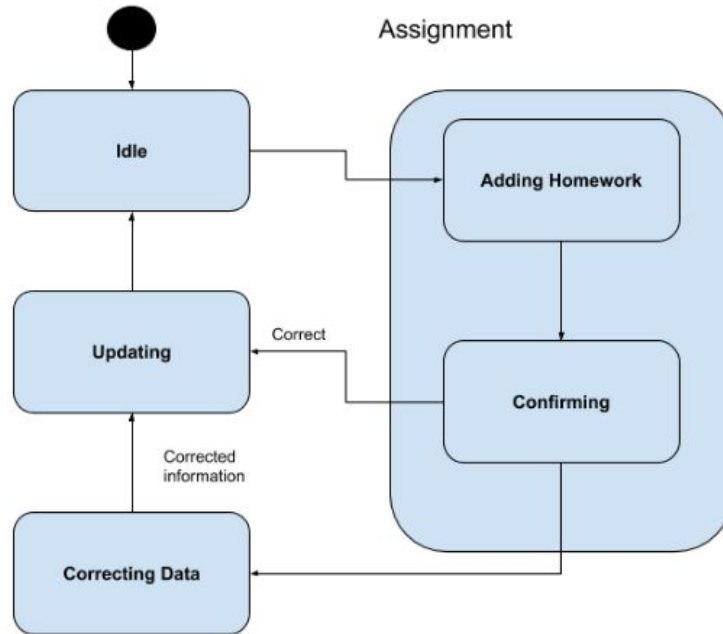 Assignment
Idle
Adding Homework
Correct
Updating
Confirming
Corrected
information
Correcting Data